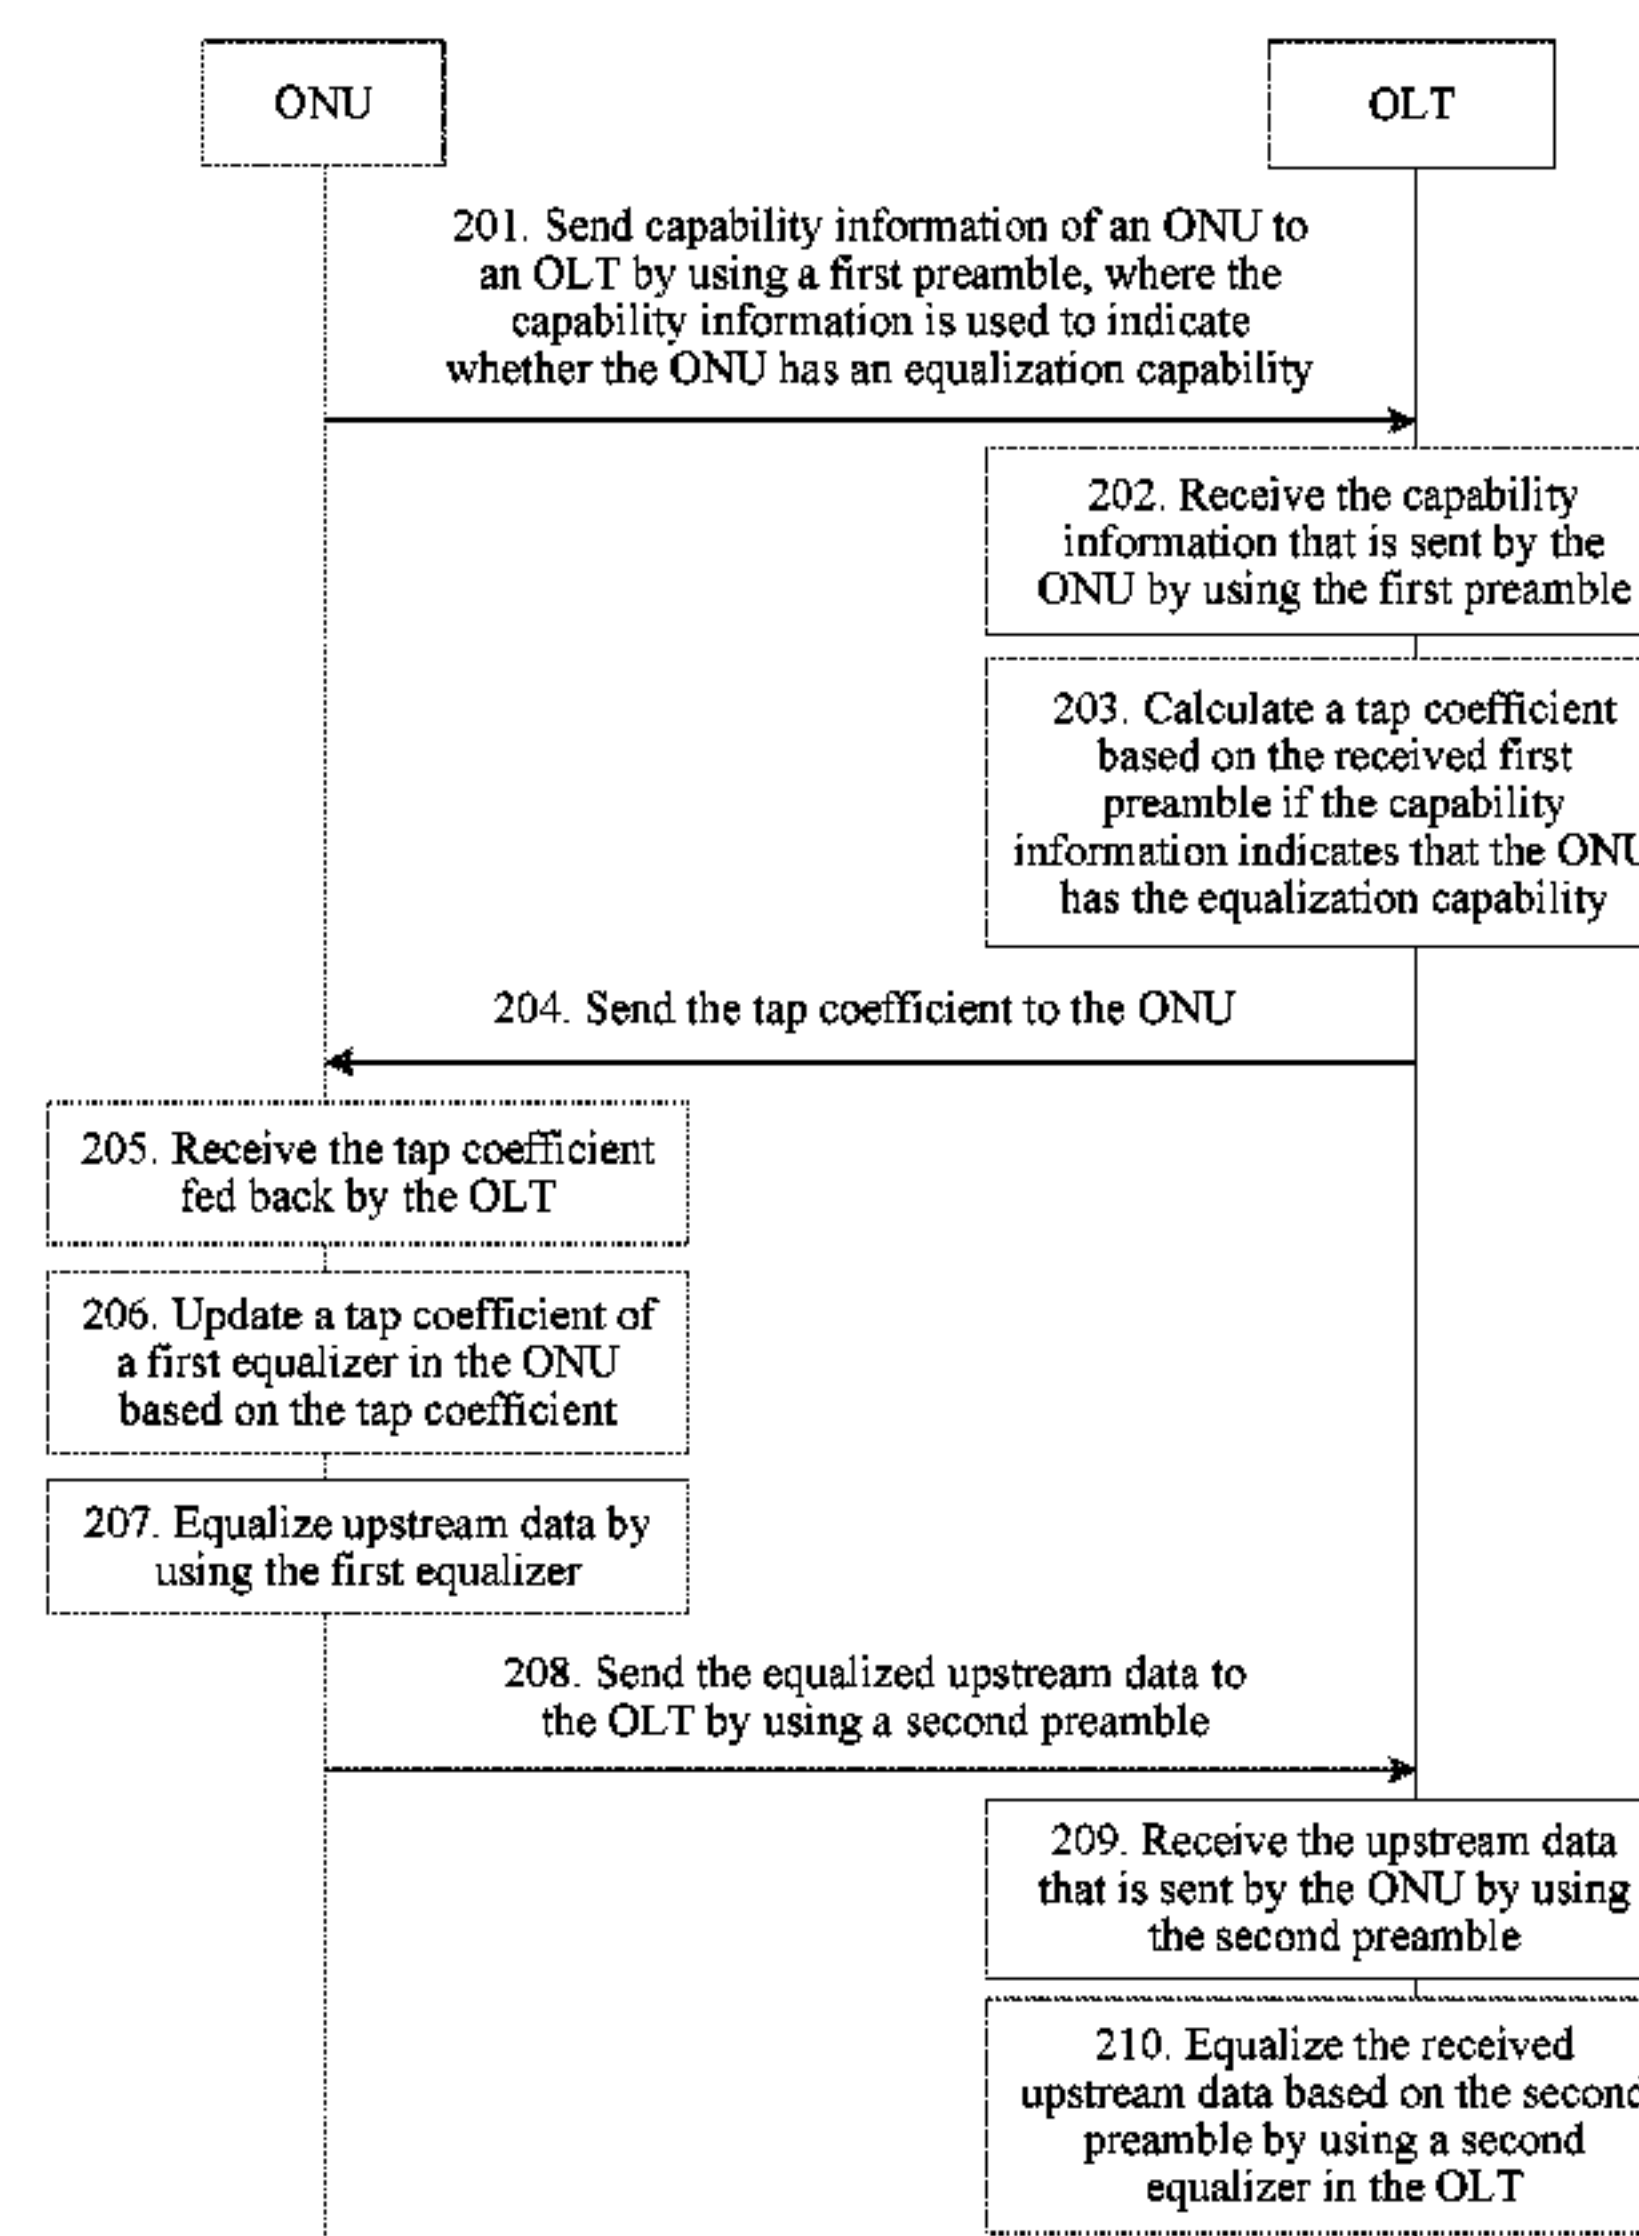 ONU
OLT
201. Send capability information of an ONU to
an OLT by using a first preamble, where the
capability information is used to indicate
whether the ONU has an equalization capability
202. Receive the capability
information that is sent by the
ONU by using the first preamble
203. Calculate a tap coefficient
based on the received first
preamble if the capability
information indicates that the ONU
has the equalization capability
204. Send the tap coefficient to the ONU
205. Receive the tap coefficient
fed back by the OLT
206. Update a tap coefficient of
a first equalizer in the ONU
based on the tap coefficient
207. Equalize upstream data by
using the first equalizer
208. Send the equalized upstream data to
the OLT by using a second preamble
209. Receive the upstream data
that is sent by the ONU by using
the second preamble
210. Equalize the received
upstream data based on the second
preamble by using a second
equalizer in the OLT